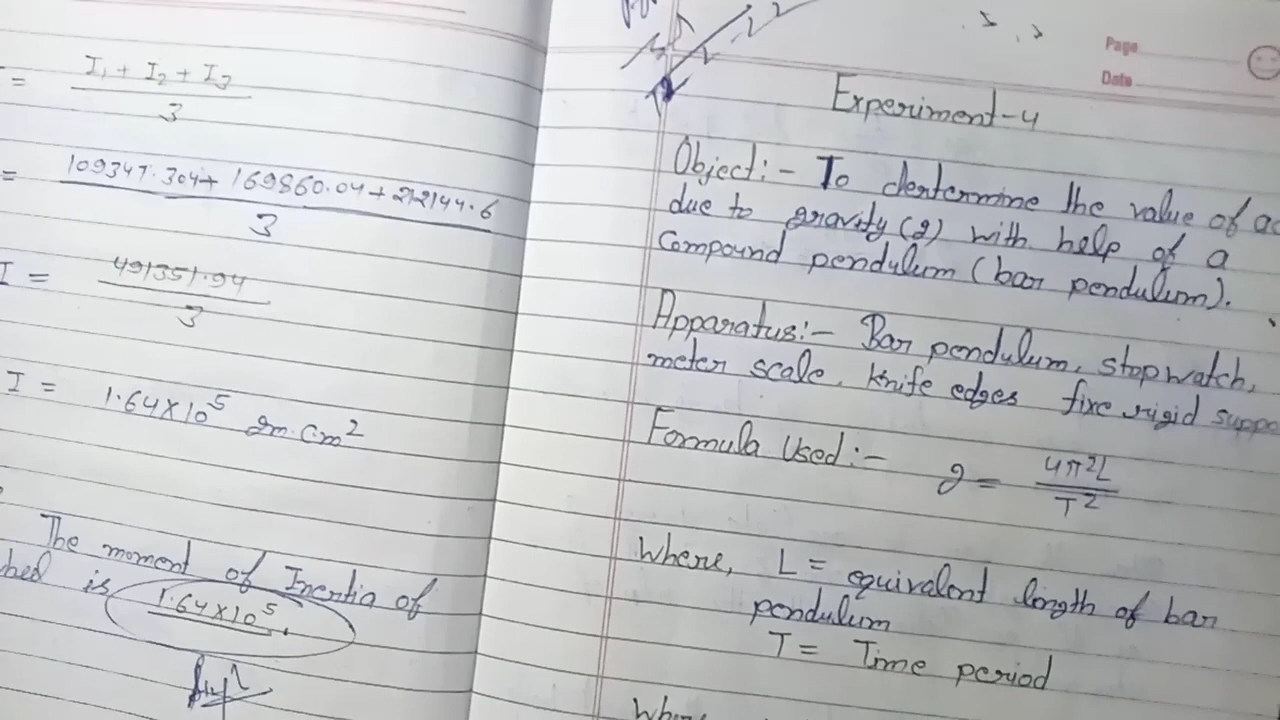 = I₁ + I₂ + I₃
3
= 109347.304 + 169860.04 + 212144.6
3
I = 491351.94
3
I = 1.64 × 10⁵ gm.cm²
The moment of Inertia of
is 1.64 × 10⁵.
Page
Date
Experiment-4
Object:- To dertermine the value of
due to gravity (g) with help of a
Compound pendulum (bar pendulum).
Apparatus:- Bar pendulum, stopwatch,
meter scale, Knife edges fixe rigid suppo
Formula Used:- g = 4π²L
T²
Where, L = equivalent length of bar
pendulum
T = Time period
Where